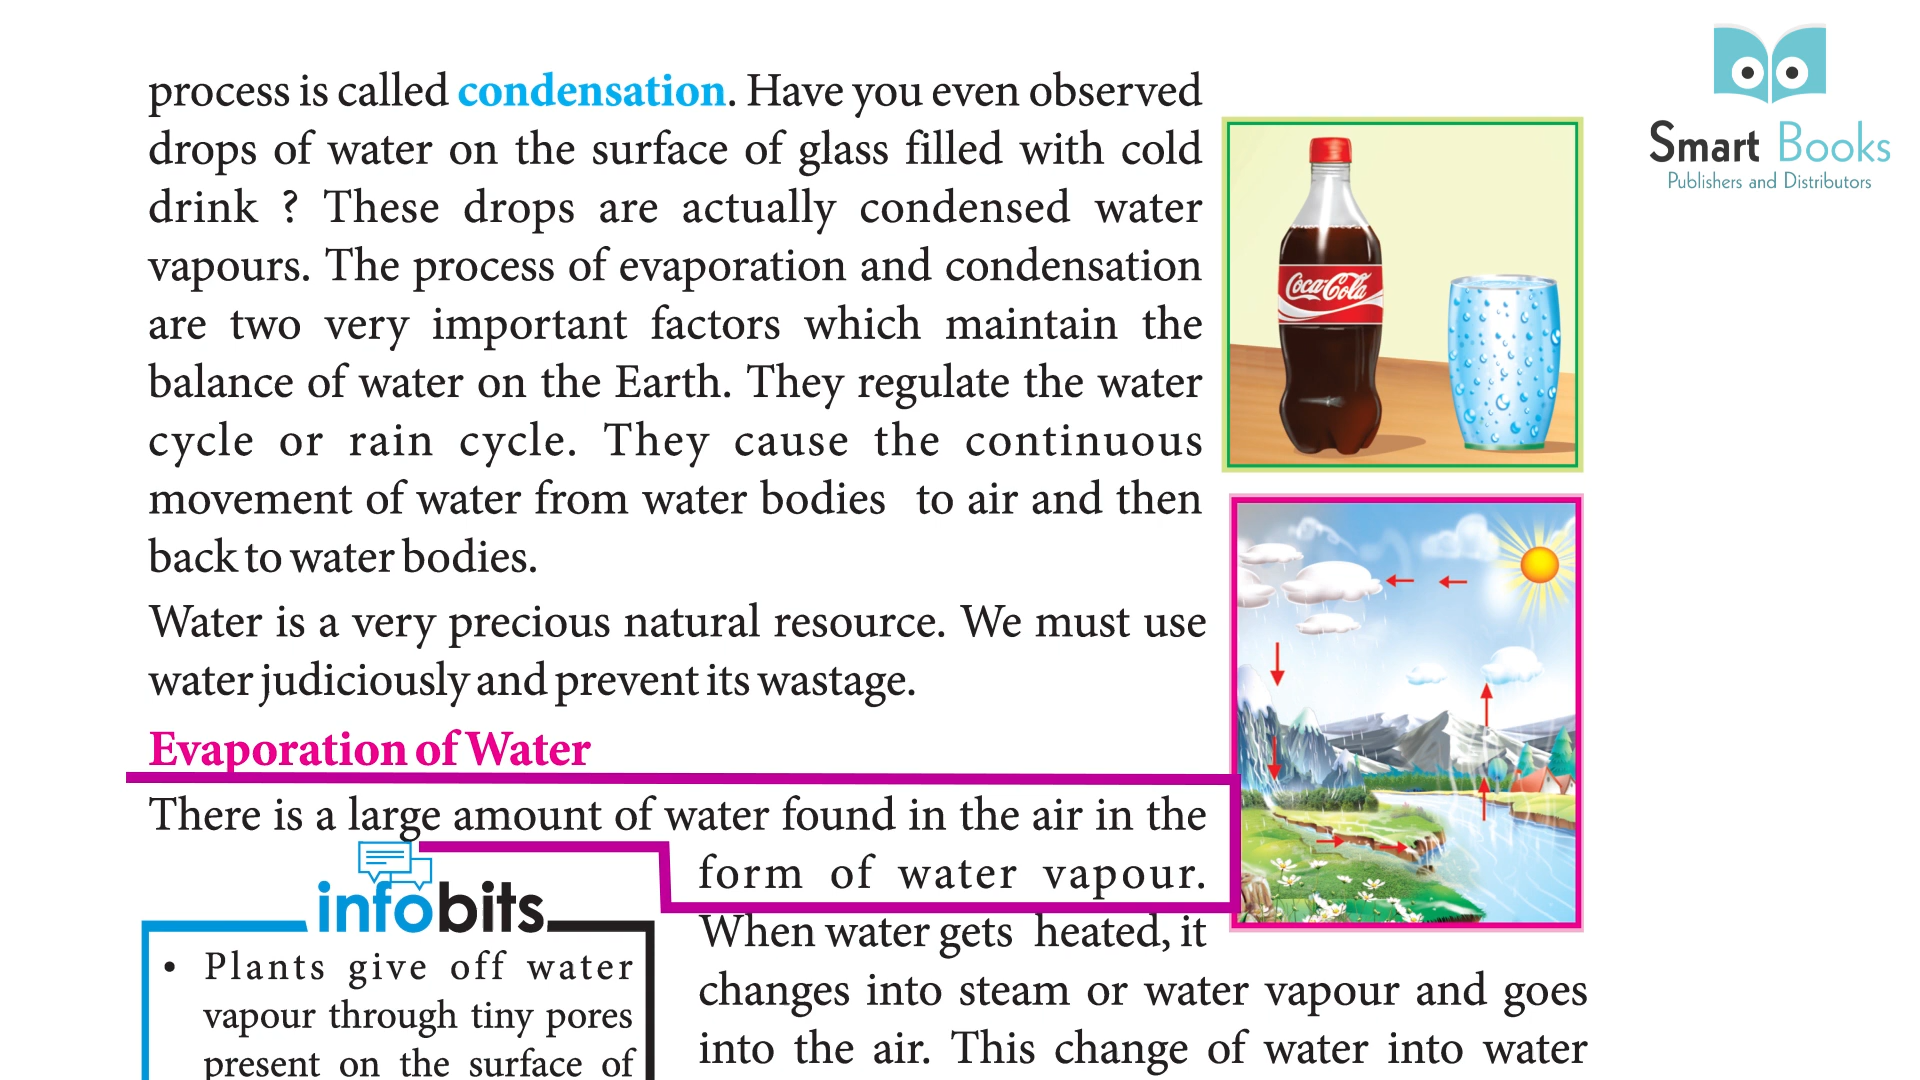 process is called condensation. Have you even observed
drops of water on the surface of glass filled with cold
drink ? These drops are actually condensed water
vapours. The process of evaporation and condensation
are two very important factors which maintain the
balance of water on the Earth. They regulate the water
cycle or rain cycle. They cause the continuous
movement of water from water bodies to air and then
back to water bodies.
Water is a very precious natural resource. We must use
water judiciously and prevent its wastage.
Evaporation of Water
There is a large amount of water found in the air in the
form of water vapour.
When water gets heated, it
changes into steam or water vapour and goes
into the air. This change of water into water
infobits
• Plants give off water
vapour through tiny pores
present on the surface of
Coca-Cola
Smart Books
Publishers and Distributors